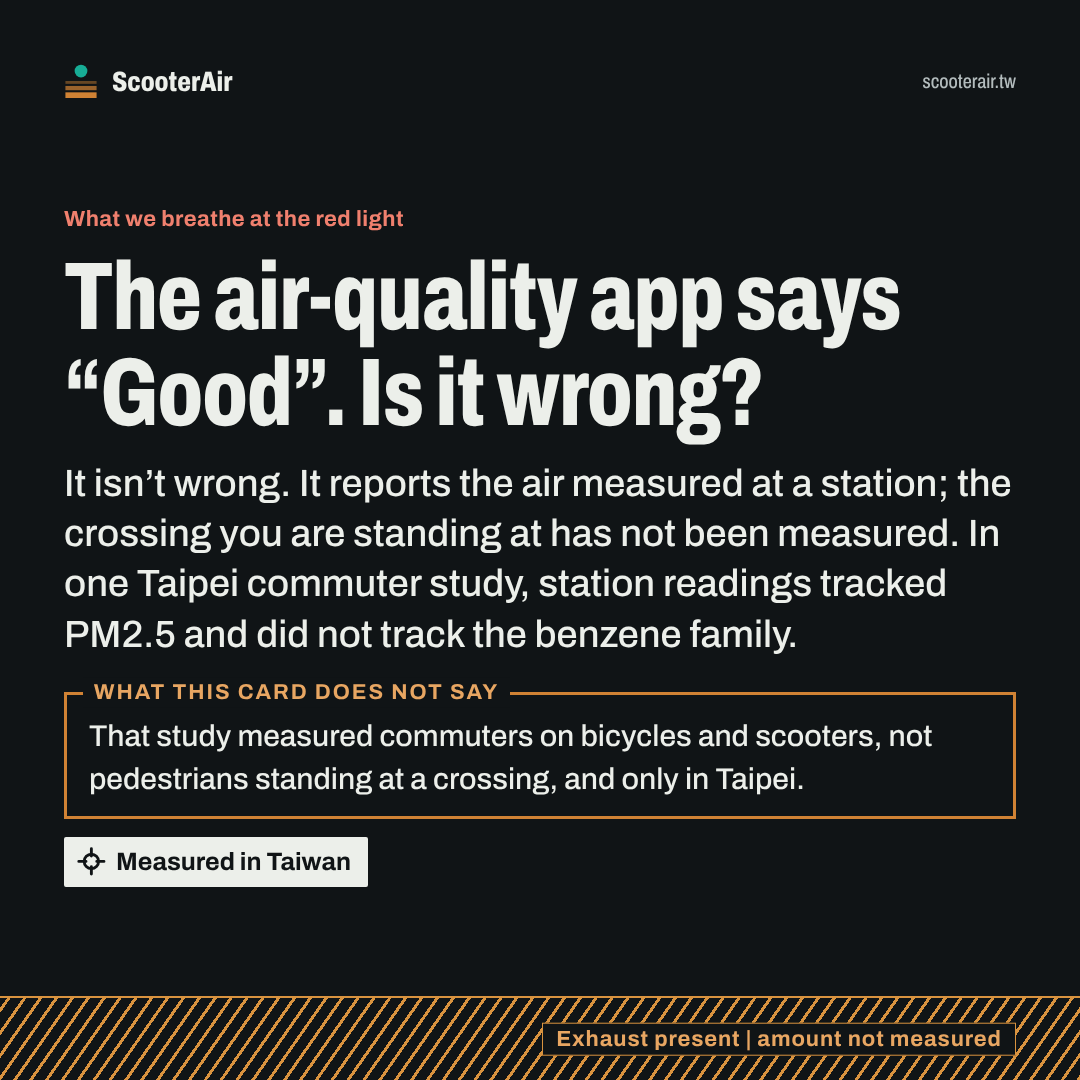 ScooterAir
scooterair.tw
What we breathe at the red light
The air-quality app says
“Good”. Is it wrong?
It isn’t wrong. It reports the air measured at a station; the
crossing you are standing at has not been measured. In
one Taipei commuter study, station readings tracked
PM2.5 and did not track the benzene family.
WHAT THIS CARD DOES NOT SAY
That study measured commuters on bicycles and scooters, not
pedestrians standing at a crossing, and only in Taipei.
Measured in Taiwan
Exhaust present | amount not measured